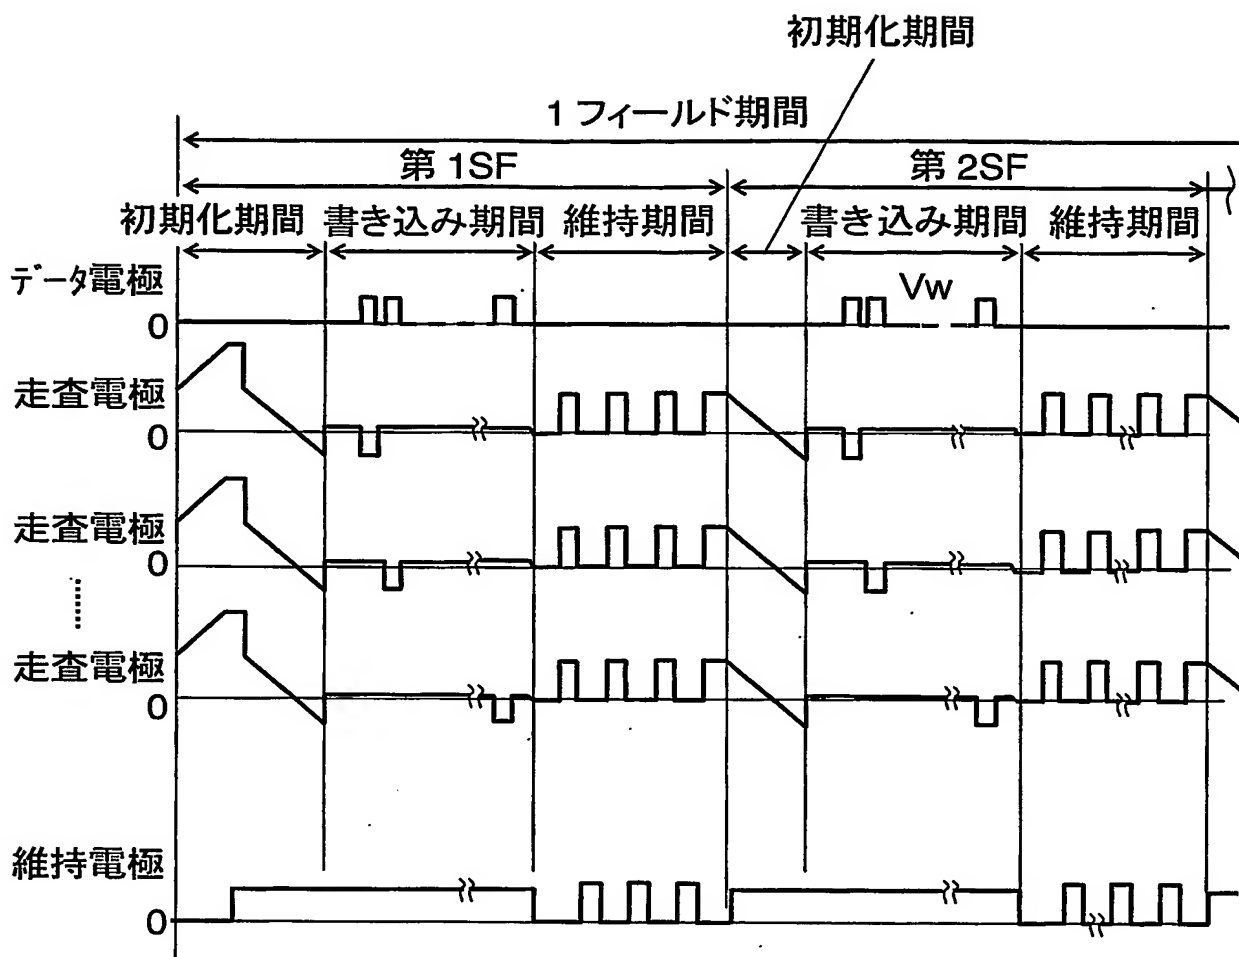 初期化期間
1フィールド期間
第1SF 第2SF
初期化期間 書き込み期間 維持期間 書き込み期間 維持期間
データ電極 Vw
0
走査電極
0
走査電極
0
走査電極
0
維持電極
0